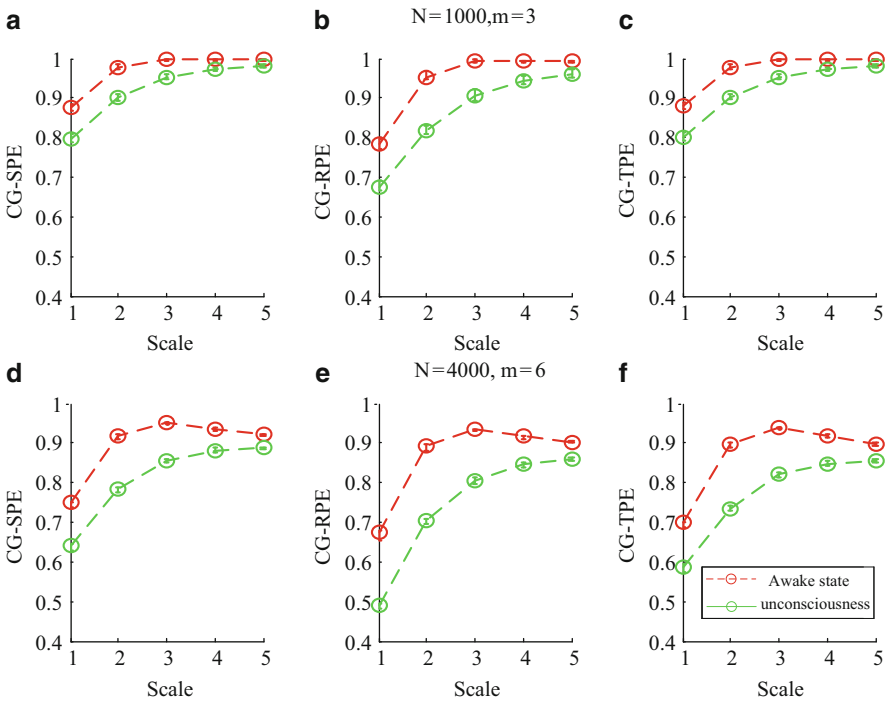 N=1000,m=3
a
1
0.9
0.8
0.7
0.6
0.5
0.4
CG-SPE
1 2 3 4 5
Scale
b
1
0.9
0.8
0.7
0.6
0.5
0.4
CG-RPE
1 2 3 4 5
Scale
c
1
0.9
0.8
0.7
0.6
0.5
0.4
CG-TPE
1 2 3 4 5
Scale
N=4000, m=6
d
1
0.9
0.8
0.7
0.6
0.5
0.4
CG-SPE
1 2 3 4 5
Scale
e
1
0.9
0.8
0.7
0.6
0.5
0.4
CG-RPE
1 2 3 4 5
Scale
f
1
0.9
0.8
0.7
0.6
0.5
0.4
CG-TPE
1 2 3 4 5
Scale
Awake state
unconsciousness